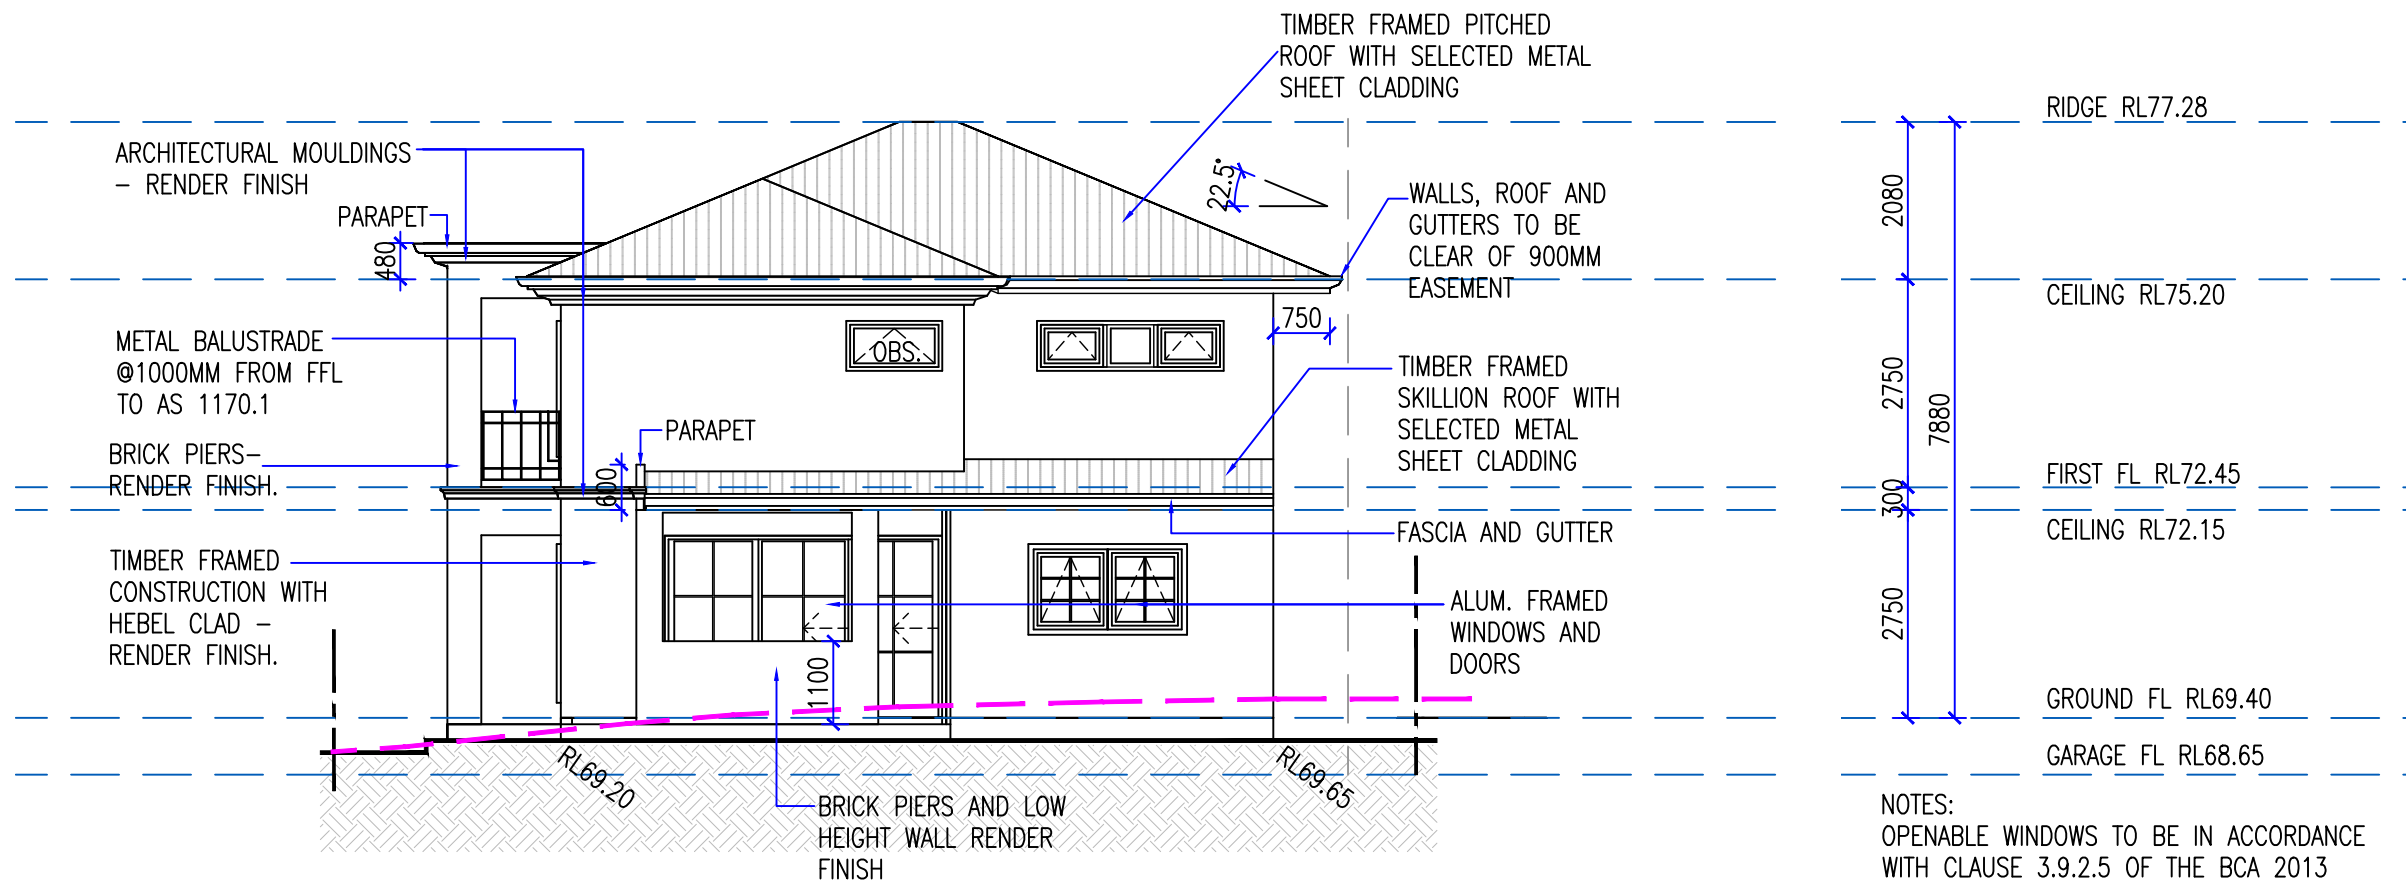 TIMBER FRAMED PITCHED
ROOF WITH SELECTED METAL
SHEET CLADDING
ARCHITECTURAL MOULDINGS
– RENDER FINISH
PARAPET
480
22.5°
WALLS, ROOF AND
GUTTERS TO BE
CLEAR OF 900MM
EASEMENT
750
OBS.
METAL BALUSTRADE
@1000MM FROM FFL
TO AS 1170.1
BRICK PIERS–
RENDER FINISH.
PARAPET
600
TIMBER FRAMED
SKILLION ROOF WITH
SELECTED METAL
SHEET CLADDING
FASCIA AND GUTTER
TIMBER FRAMED
CONSTRUCTION WITH
HEBEL CLAD –
RENDER FINISH.
ALUM. FRAMED
WINDOWS AND
DOORS
1100
RL69.20
RL69.65
BRICK PIERS AND LOW
HEIGHT WALL RENDER
FINISH
RIDGE RL77.28
2080
CEILING RL75.20
2750
7880
FIRST FL RL72.45
300
CEILING RL72.15
2750
GROUND FL RL69.40
GARAGE FL RL68.65
NOTES:
OPENABLE WINDOWS TO BE IN ACCORDANCE
WITH CLAUSE 3.9.2.5 OF THE BCA 2013